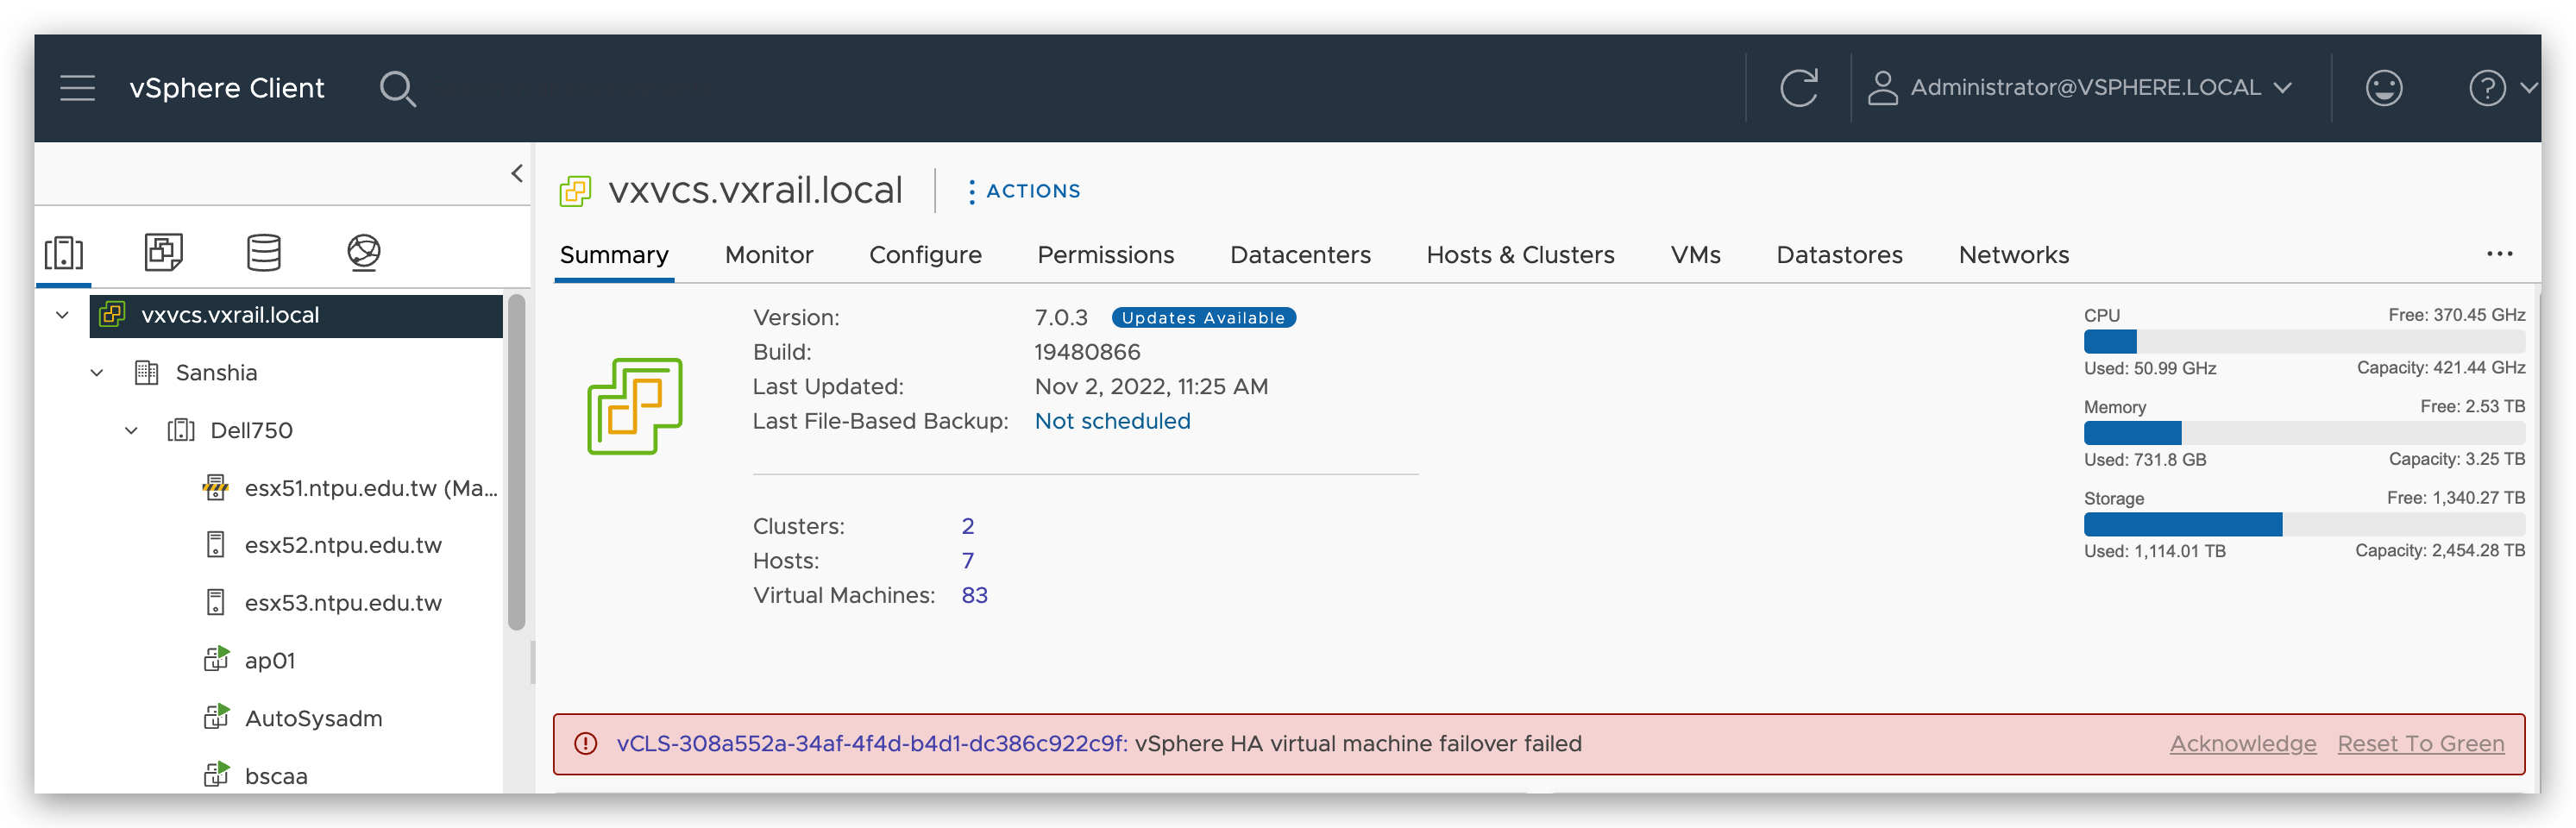 vSphere Client
Administrator@VSPHERE.LOCAL
vxvcs.vxrail.local
ACTIONS
Summary Monitor Configure Permissions Datacenters Hosts & Clusters VMs Datastores Networks
vxvcs.vxrail.local
Sanshia
Dell750
esx51.ntpu.edu.tw (Ma...
esx52.ntpu.edu.tw
esx53.ntpu.edu.tw
ap01
AutoSysadm
bscaa
Version: 7.0.3 Updates Available
Build: 19480866
Last Updated: Nov 2, 2022, 11:25 AM
Last File-Based Backup: Not scheduled
Clusters: 2
Hosts: 7
Virtual Machines: 83
CPU Free: 370.45 GHz
Used: 50.99 GHz Capacity: 421.44 GHz
Memory Free: 2.53 TB
Used: 731.8 GB Capacity: 3.25 TB
Storage Free: 1,340.27 TB
Used: 1,114.01 TB Capacity: 2,454.28 TB
vCLS-308a552a-34af-4f4d-b4d1-dc386c922c9f: vSphere HA virtual machine failover failed Acknowledge Reset To Green